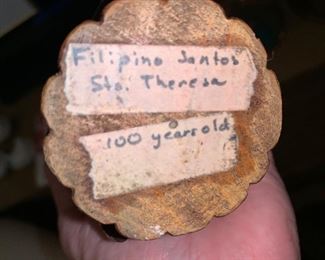 Filipino Santos
Sta. Theresa
100 years old